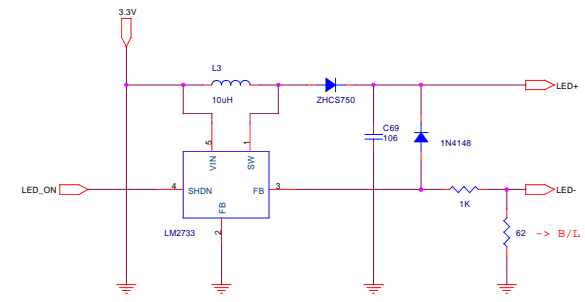 3.3V
L3
10uH
ZHCS750
LED+
C69
106
1N4148
5
1
VIN
SW
LED_ON
4
SHDN
FB
3
LED-
FB
1K
2
LM2733
62
-> B/L